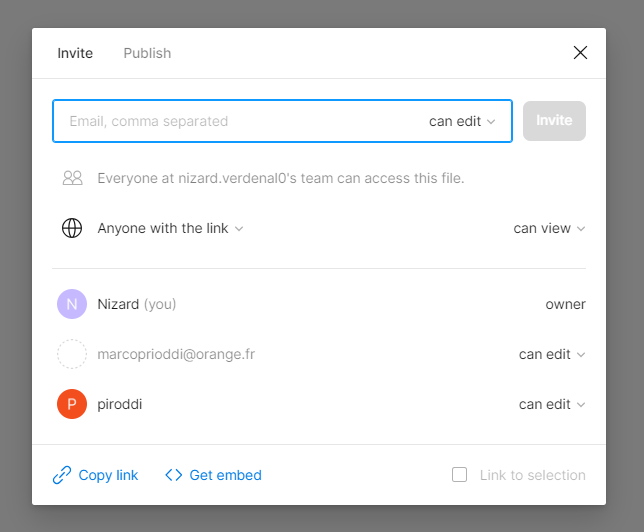 Invite Publish
Email, comma separated can edit Invite
Everyone at nizard.verdenal0's team can access this file.
Anyone with the link can view
N Nizard (you) owner
marcoprioddi@orange.fr can edit
P piroddi can edit
Copy link Get embed Link to selection